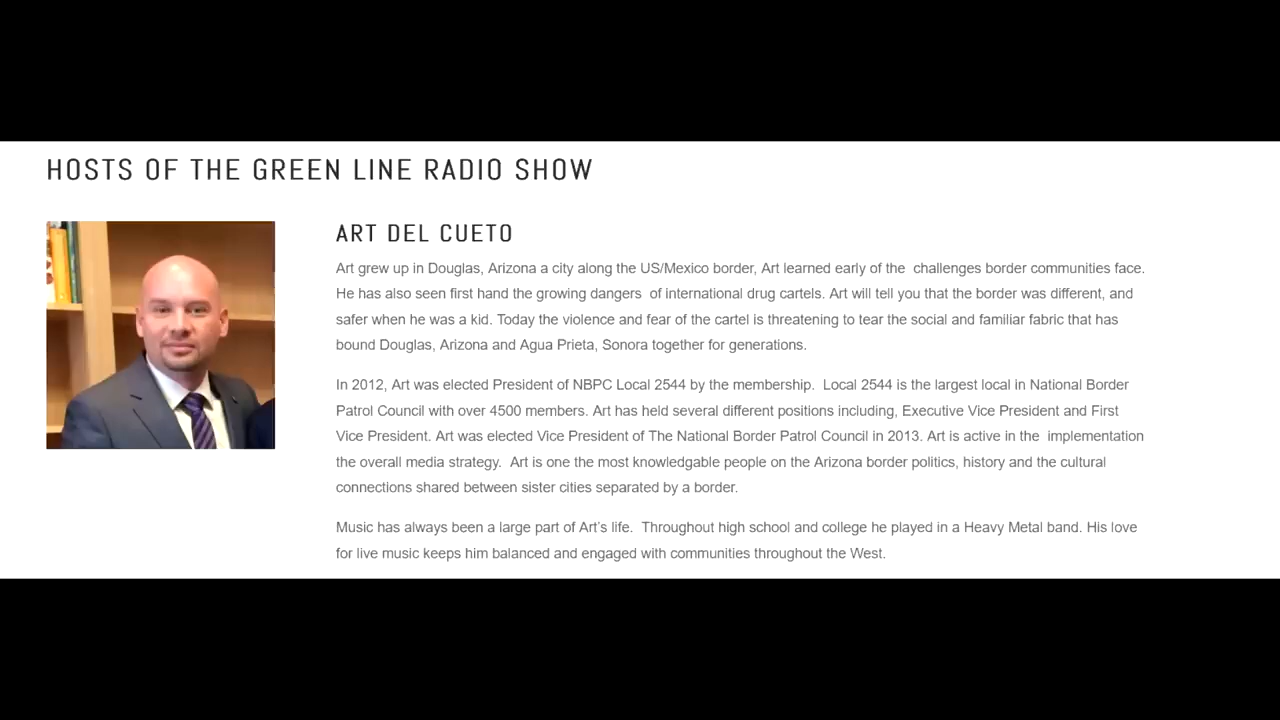 HOSTS OF THE GREEN LINE RADIO SHOW
ART DEL CUETO
Art grew up in Douglas, Arizona a city along the US/Mexico border, Art learned early of the  challenges border communities face.
He has also seen first hand the growing dangers  of international drug cartels. Art will tell you that the border was different, and
safer when he was a kid. Today the violence and fear of the cartel is threatening to tear the social and familiar fabric that has
bound Douglas, Arizona and Agua Prieta, Sonora together for generations.
In 2012, Art was elected President of NBPC Local 2544 by the membership.  Local 2544 is the largest local in National Border
Patrol Council with over 4500 members. Art has held several different positions including, Executive Vice President and First
Vice President. Art was elected Vice President of The National Border Patrol Council in 2013. Art is active in the  implementation
the overall media strategy.  Art is one the most knowledgable people on the Arizona border politics, history and the cultural
connections shared between sister cities separated by a border.
Music has always been a large part of Art's life.  Throughout high school and college he played in a Heavy Metal band. His love
for live music keeps him balanced and engaged with communities throughout the West.